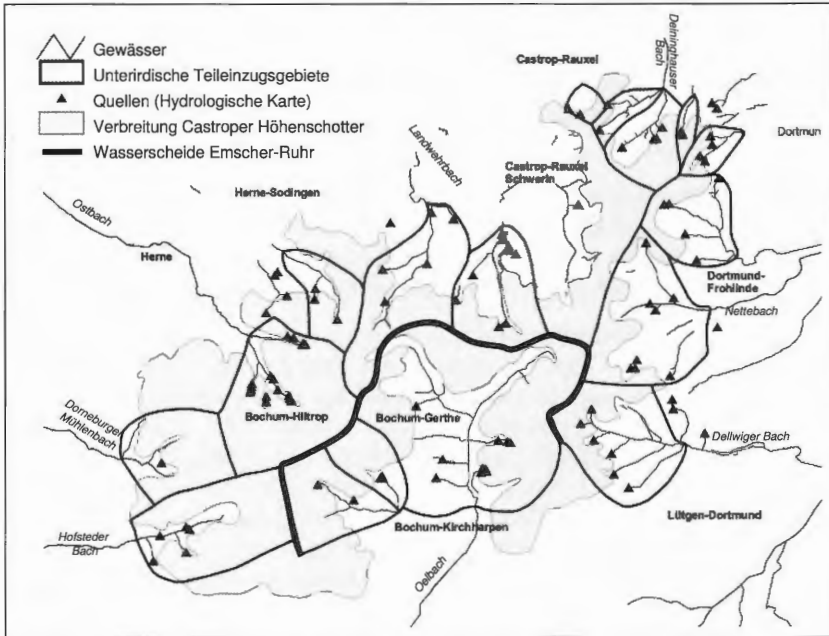 Gewässer
Unterirdische Teileinzugsgebiete
Quellen (Hydrologische Karte)
Verbreitung Castroper Höhenschotter
Wasserscheide Emscher-Ruhr
Castrop-Rauxel
Deininghauser
Bach
Dortmun
Landwehrbach
Castrop-Rauxel
Schwerin
Herne-Sodingen
Ostbach
Herne
Dortmund-
Frohlinde
Nettebach
Dorneburger
Mühlenbach
Bochum-Hiltrop
Bochum-Gerthe
Dellwiger Bach
Lütgen-Dortmund
Bochum-Kirchharpen
Hofsteder
Bach
Oelbach